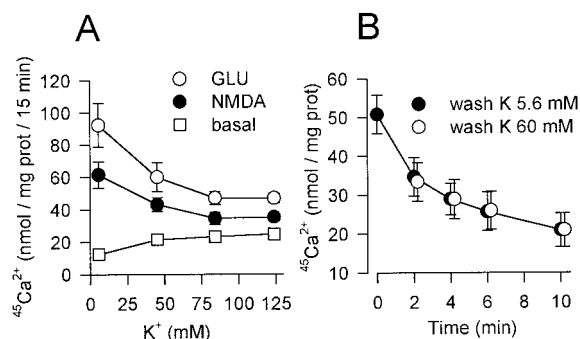 A
B
GLU
NMDA
basal
120
100
80
60
40
20
0
0 25 50 75 100 125
K⁺ (mM)
⁴⁵Ca²⁺ (nmol / mg prot / 15 min)
wash K 5.6 mM
wash K 60 mM
60
50
40
30
20
10
0 2 4 6 8 10
Time (min)
⁴⁵Ca²⁺ (nmol / mg prot)